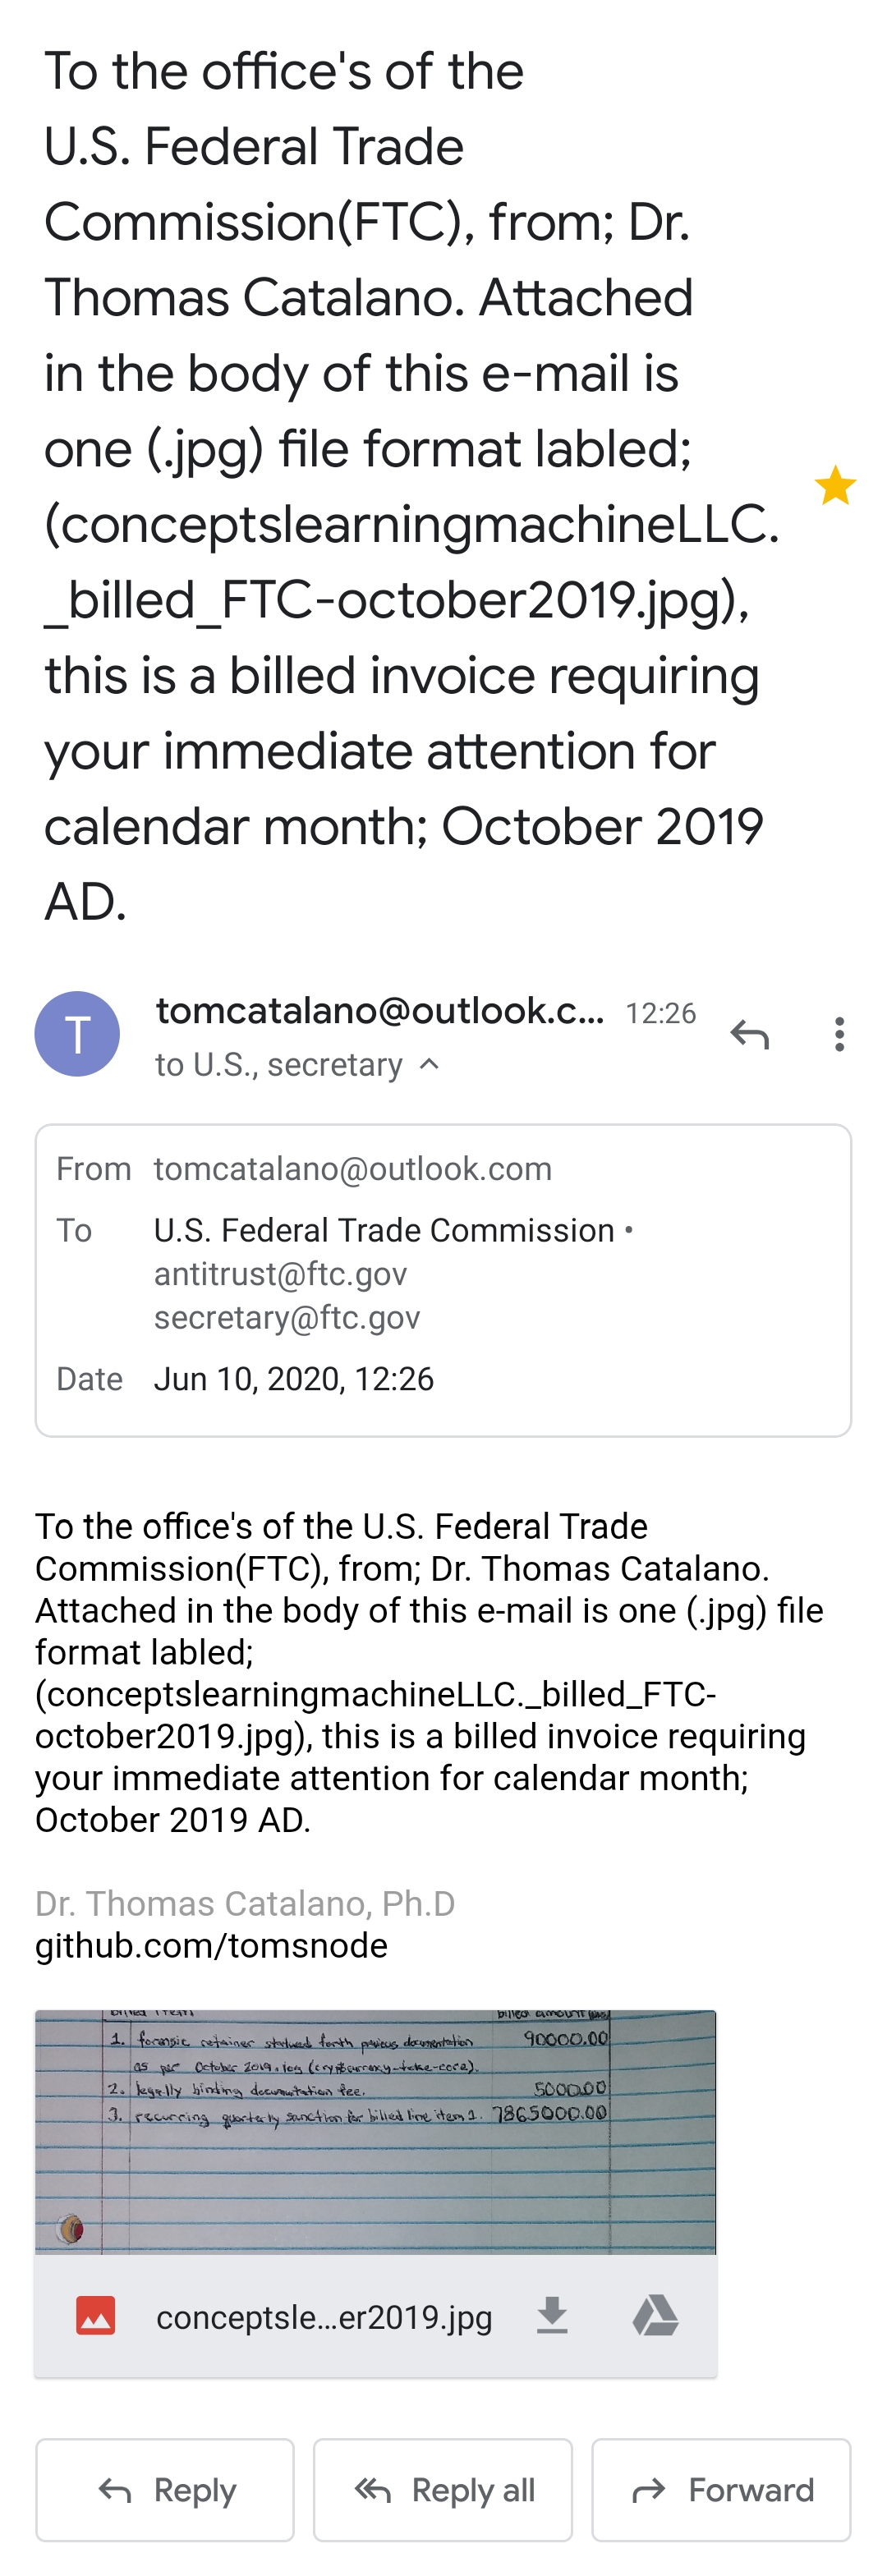 To the office's of the
U.S. Federal Trade
Commission(FTC), from; Dr.
Thomas Catalano. Attached
in the body of this e-mail is
one (.jpg) file format labled;
(conceptslearningmachineLLC.
_billed_FTC-october2019.jpg),
this is a billed invoice requiring
your immediate attention for
calendar month; October 2019
AD.
T
tomcatalano@outlook.c... 12:26
to U.S., secretary
From tomcatalano@outlook.com
To U.S. Federal Trade Commission •
antitrust@ftc.gov
secretary@ftc.gov
Date Jun 10, 2020, 12:26
To the office's of the U.S. Federal Trade
Commission(FTC), from; Dr. Thomas Catalano.
Attached in the body of this e-mail is one (.jpg) file
format labled;
(conceptslearningmachineLLC._billed_FTC-
october2019.jpg), this is a billed invoice requiring
your immediate attention for calendar month;
October 2019 AD.
Dr. Thomas Catalano, Ph.D
github.com/tomsnode
billed item billed amount
1. forensic retainer forth documentation 90000.00
as per October 2019.log
2. legally binding documentation fee. 5000.00
3. recurring quarterly sanction for billed line item 1. 7865000.00
conceptsle...er2019.jpg
Reply Reply all Forward